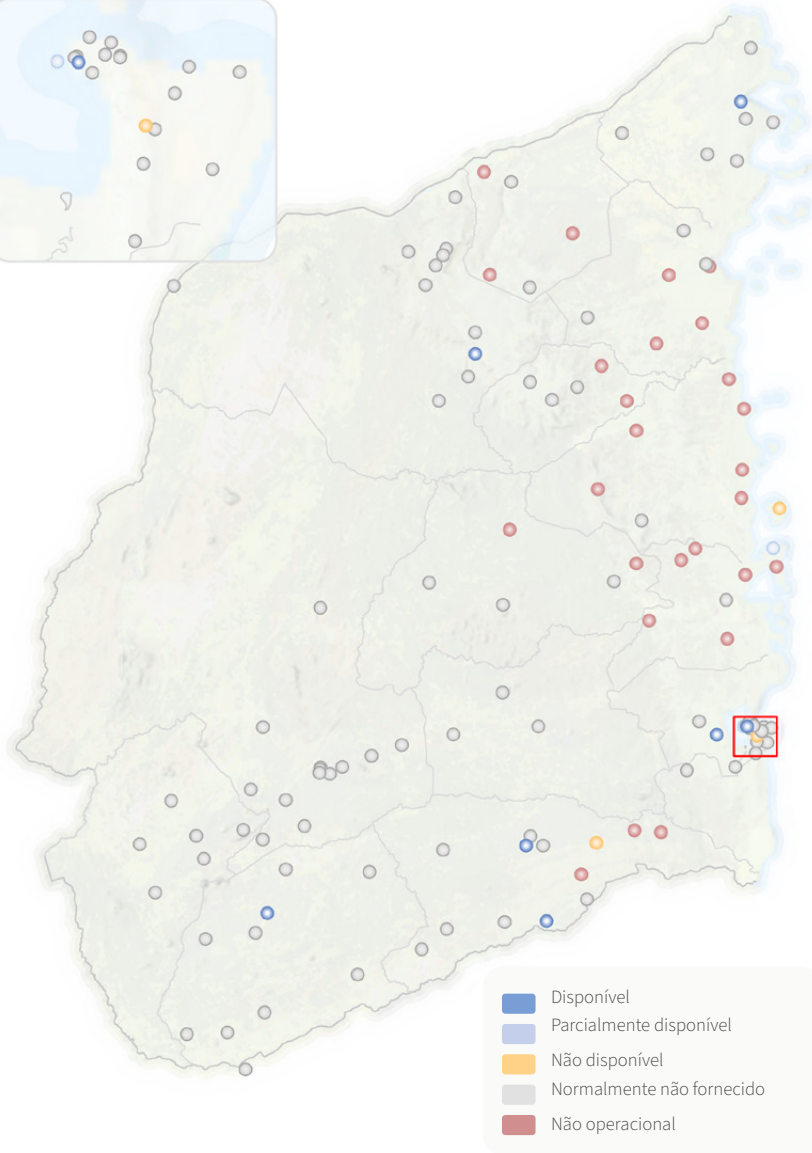 Disponível
Parcialmente disponível
Não disponível
Normalmente não fornecido
Não operacional